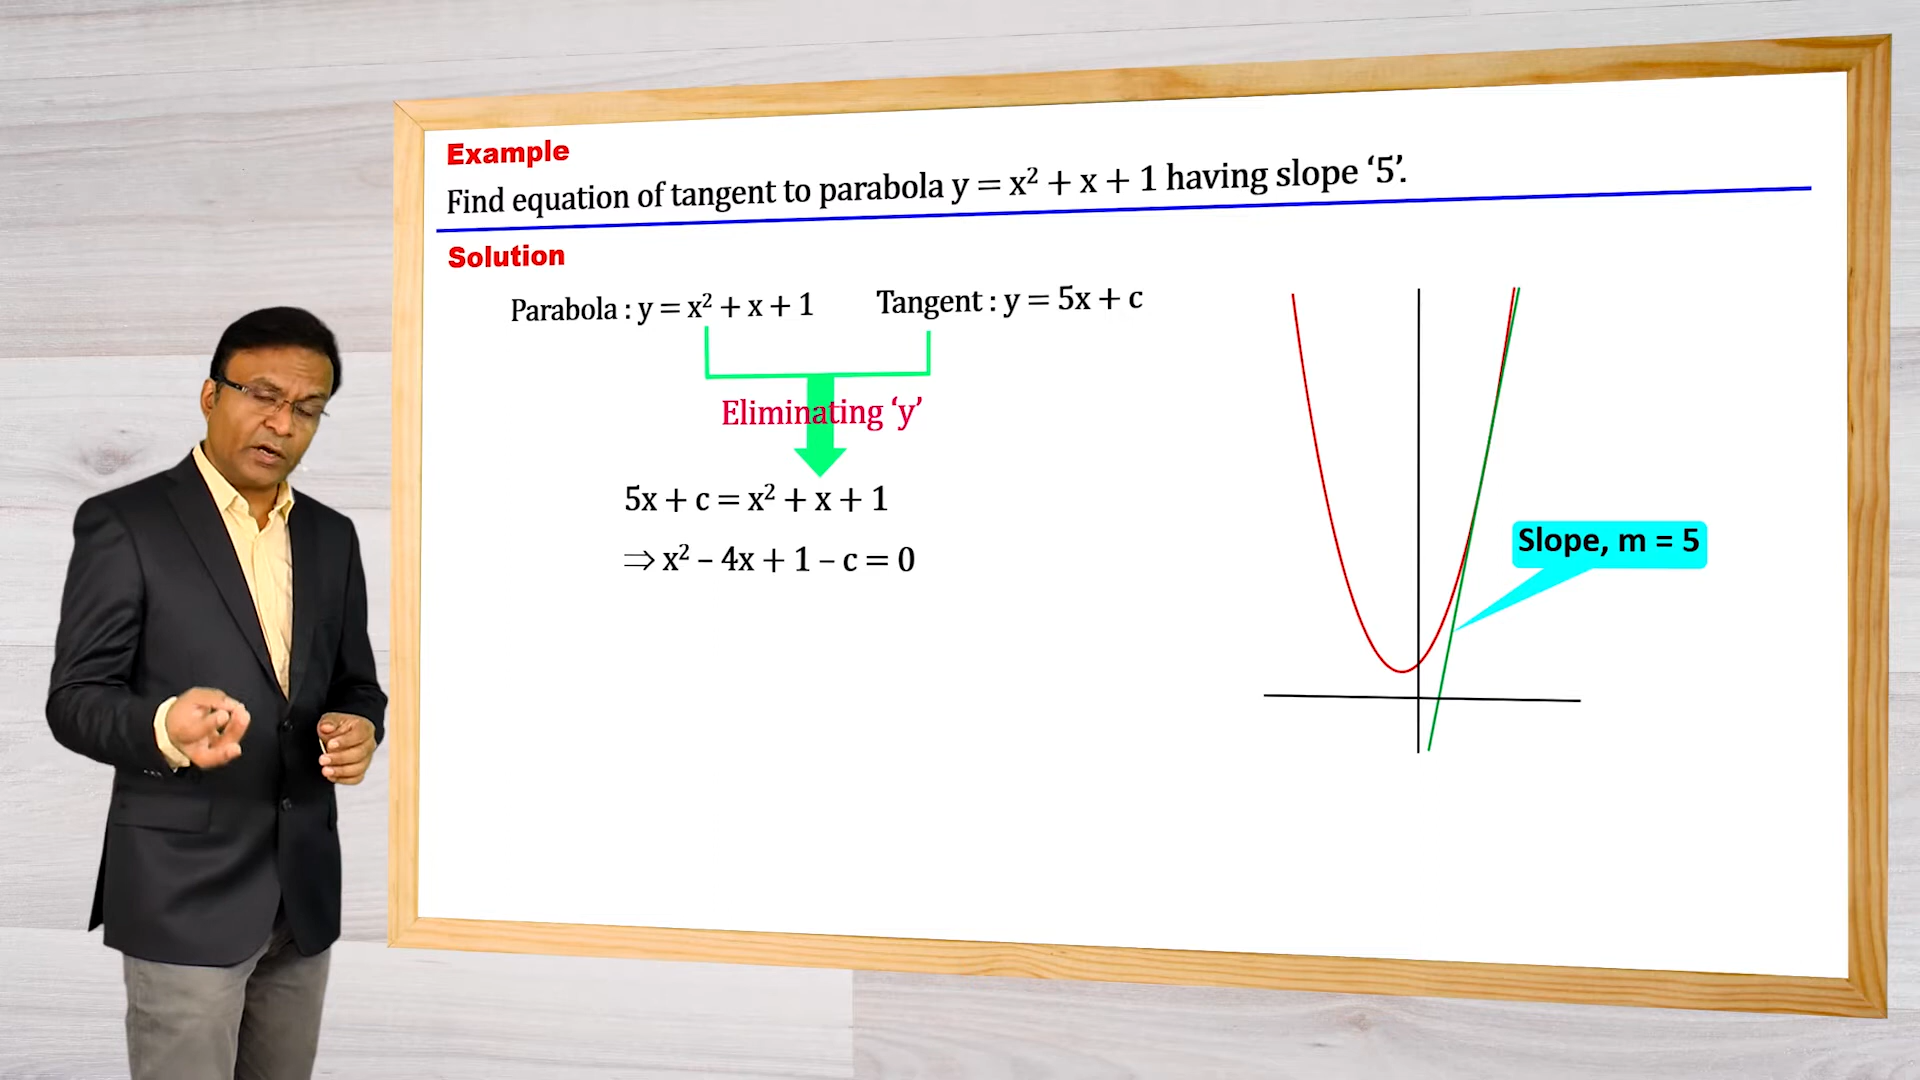 Example
Find equation of tangent to parabola y = x² + x + 1 having slope ‘5’.
Solution
Parabola : y = x² + x + 1 Tangent : y = 5x + c
Eliminating ‘y’
5x + c = x² + x + 1
⇒ x² – 4x + 1 – c = 0
Slope, m = 5